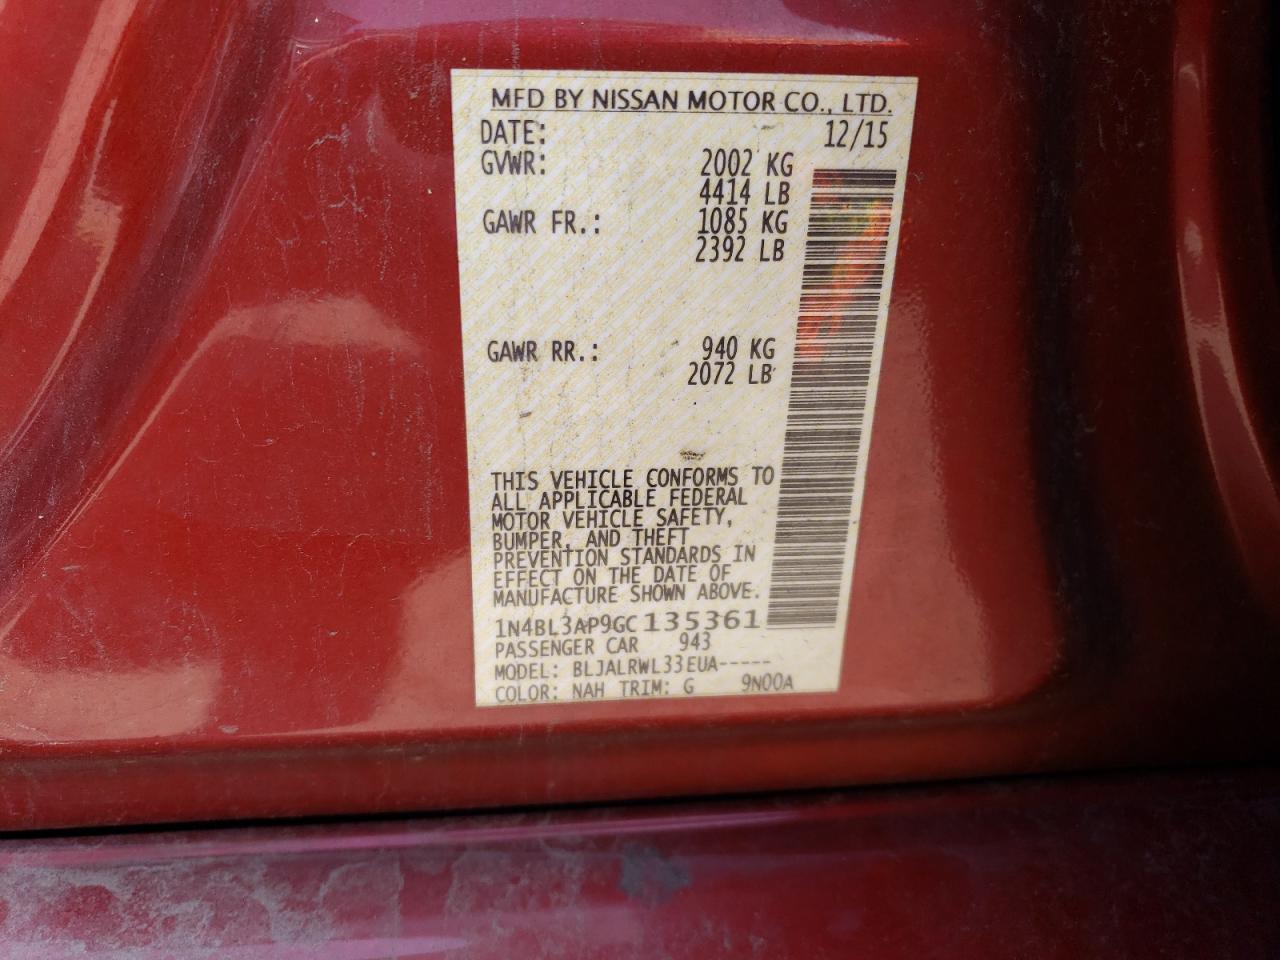 MFD BY NISSAN MOTOR CO., LTD.
DATE: 12/15
GVWR: 2002 KG
4414 LB
GAWR FR.: 1085 KG
2392 LB
GAWR RR.: 940 KG
2072 LB
THIS VEHICLE CONFORMS TO
ALL APPLICABLE FEDERAL
MOTOR VEHICLE SAFETY,
BUMPER, AND THEFT
PREVENTION STANDARDS IN
EFFECT ON THE DATE OF
MANUFACTURE SHOWN ABOVE.
1N4BL3AP9GC135361
PASSENGER CAR 943
MODEL: BLJALRWL33EUA-----
COLOR: NAH TRIM: G 9N00A